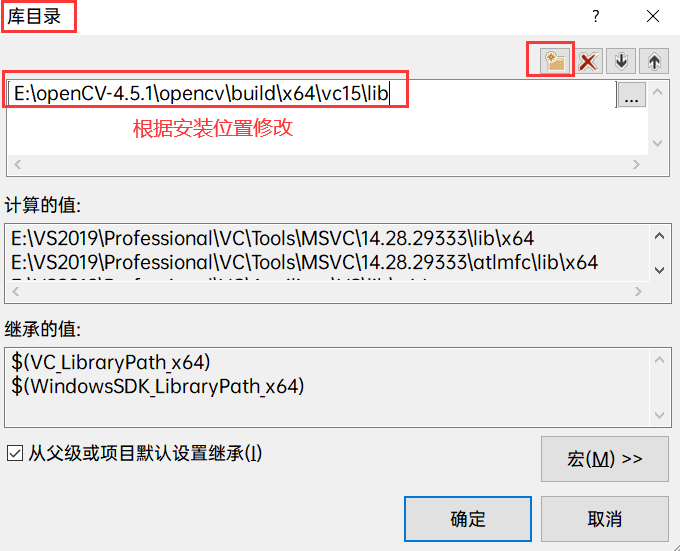 库目录
E:\openCV-4.5.1\opencv\build\x64\vc15\lib
...
根据安装位置修改
计算的值:
E:\VS2019\Professional\VC\Tools\MSVC\14.28.29333\lib\x64
E:\VS2019\Professional\VC\Tools\MSVC\14.28.29333\atlmfc\lib\x64
继承的值:
$(VC_LibraryPath_x64)
$(WindowsSDK_LibraryPath_x64)
从父级或项目默认设置继承(I)
宏(M) >>
确定
取消